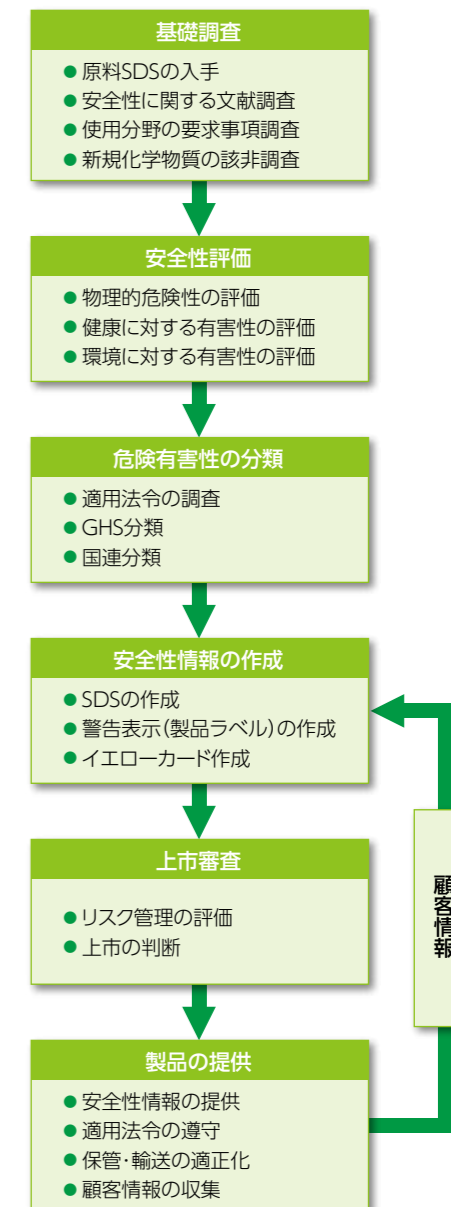 基礎調査
● 原料SDSの入手
● 安全性に関する文献調査
● 使用分野の要求事項調査
● 新規化学物質の該非調査
安全性評価
● 物理的危険性の評価
● 健康に対する有害性の評価
● 環境に対する有害性の評価
危険有害性の分類
● 適用法令の調査
● GHS分類
● 国連分類
安全性情報の作成
● SDSの作成
● 警告表示(製品ラベル)の作成
● イエローカード作成
上市審査
● リスク管理の評価
● 上市の判断
顧客情報
製品の提供
● 安全性情報の提供
● 適用法令の遵守
● 保管・輸送の適正化
● 顧客情報の収集